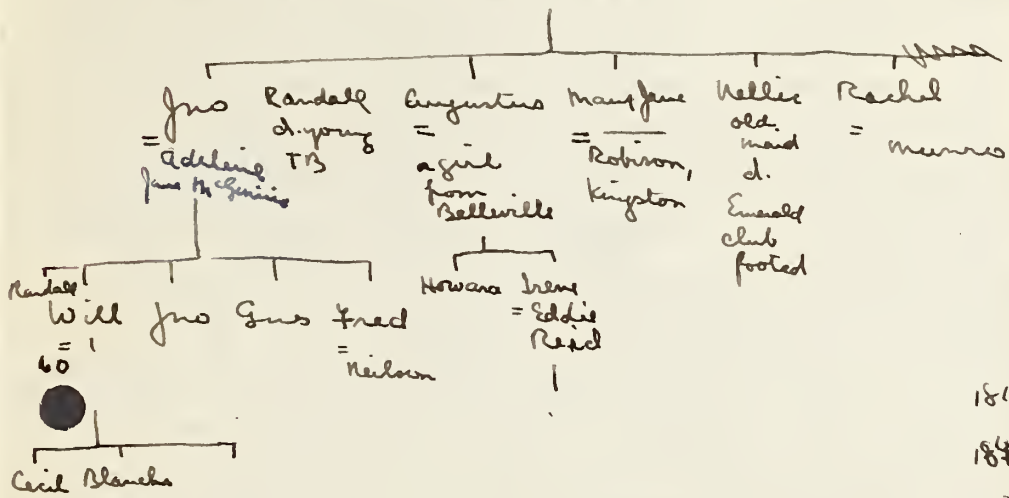 Jno Randall Augustus Mary Jane Nellie Rachel
= Adeline d. young = = old =
Jane McGinnis TB a girl Robison, maid Munro
from Kingston d.
Belleville Emerald
club
footed
Randall Howard Irene
Will Jno Gus Fred = Eddie
= = Reid
60 Neilson
Cecil Blanche